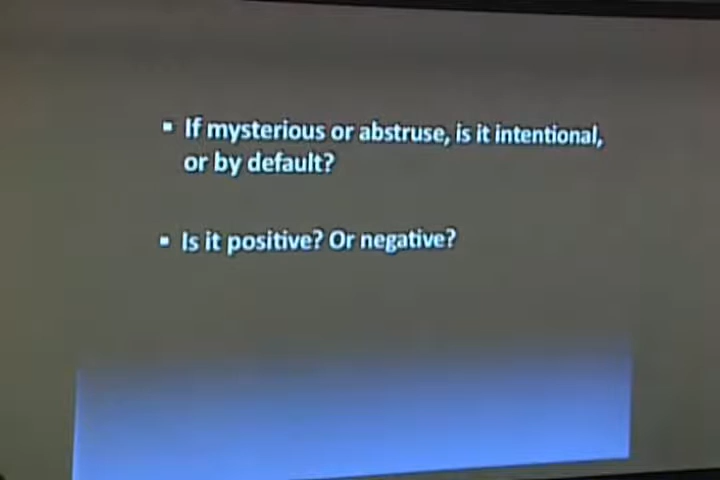 ▪ If mysterious or abstruse, is it intentional,
or by default?
▪ Is it positive? Or negative?